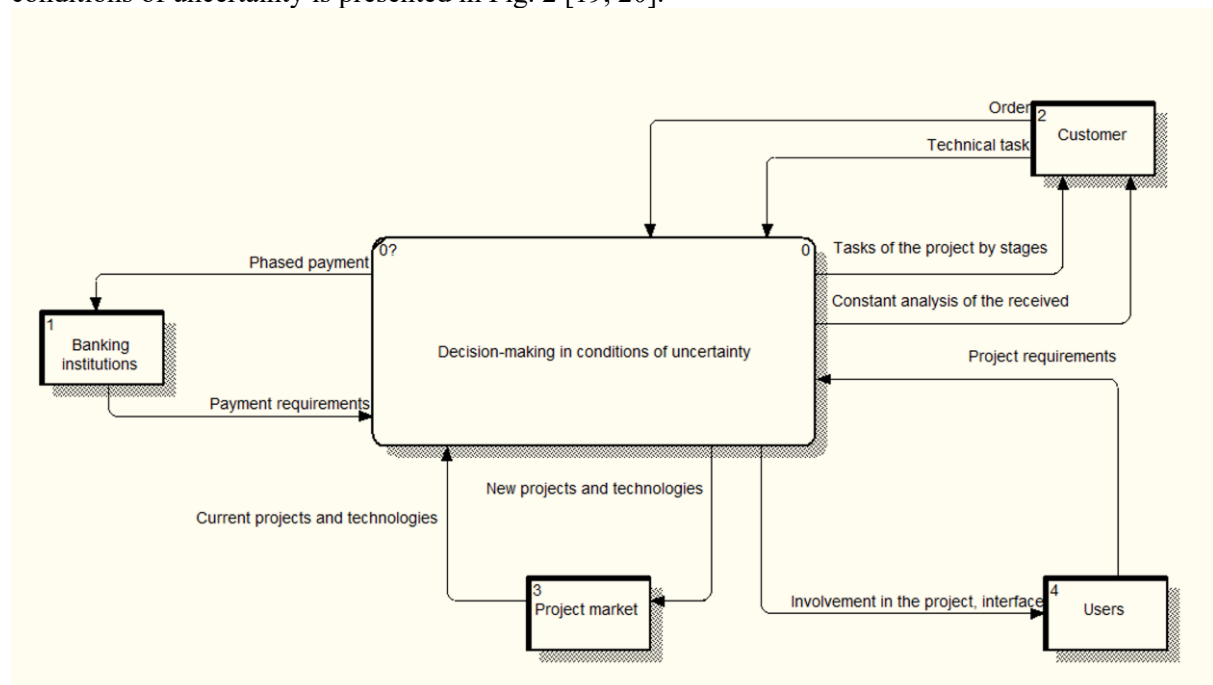 conditions of uncertainty is presented in Fig. 2 [19, 20].
Order
2
Customer
Technical task
0?
0
Tasks of the project by stages
Phased payment
Constant analysis of the received
1
Banking
institutions
Decision-making in conditions of uncertainty
Project requirements
Payment requirements
New projects and technologies
Current projects and technologies
3
Project market
Involvement in the project, interface
4
Users